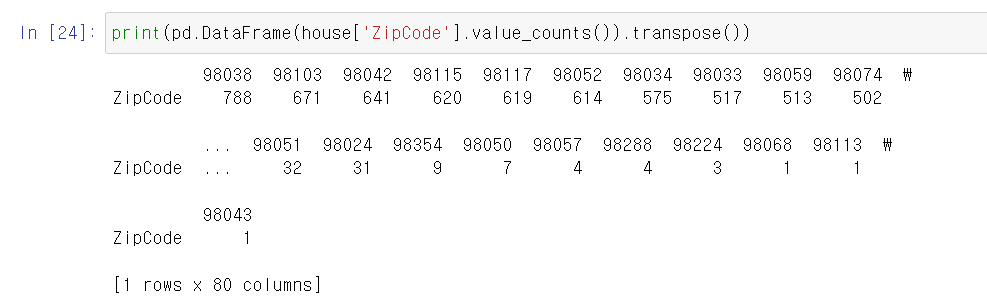 In [24]: print(pd.DataFrame(house['ZipCode'].value_counts()).transpose())
98038 98103 98042 98115 98117 98052 98034 98033 98059 98074 ₩
ZipCode 788 671 641 620 619 614 575 517 513 502
... 98051 98024 98354 98050 98057 98288 98224 98068 98113 ₩
ZipCode ... 32 31 9 7 4 4 3 1 1
98043
ZipCode 1
[1 rows x 80 columns]